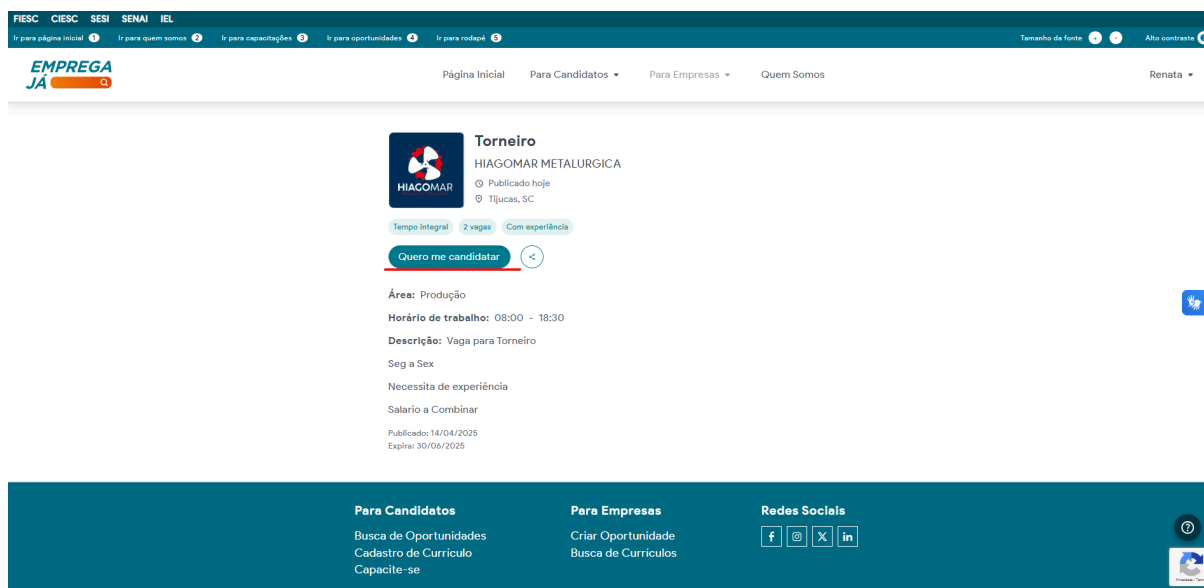 FIESC CIESC SESI SENAI IEL
Ir para página inicial 1 Ir para quem somos 2 Ir para capacitações 3 Ir para oportunidades 4 Ir para rodapé 5 Tamanho da fonte + - Alto contraste
EMPREGA
JÁ
Página Inicial Para Candidatos Para Empresas Quem Somos Renata
HIAGOMAR
Torneiro
HIAGOMAR METALURGICA
Publicado hoje
Tijucas, SC
Tempo integral 2 vagas Com experiência
Quero me candidatar
Área: Produção
Horário de trabalho: 08:00 - 18:30
Descrição: Vaga para Torneiro
Seg a Sex
Necessita de experiência
Salario a Combinar
Publicado: 14/04/2025
Expira: 30/06/2025
Para Candidatos Para Empresas Redes Sociais
Busca de Oportunidades Criar Oportunidade
Cadastro de Currículo Busca de Currículos
Capacite-se